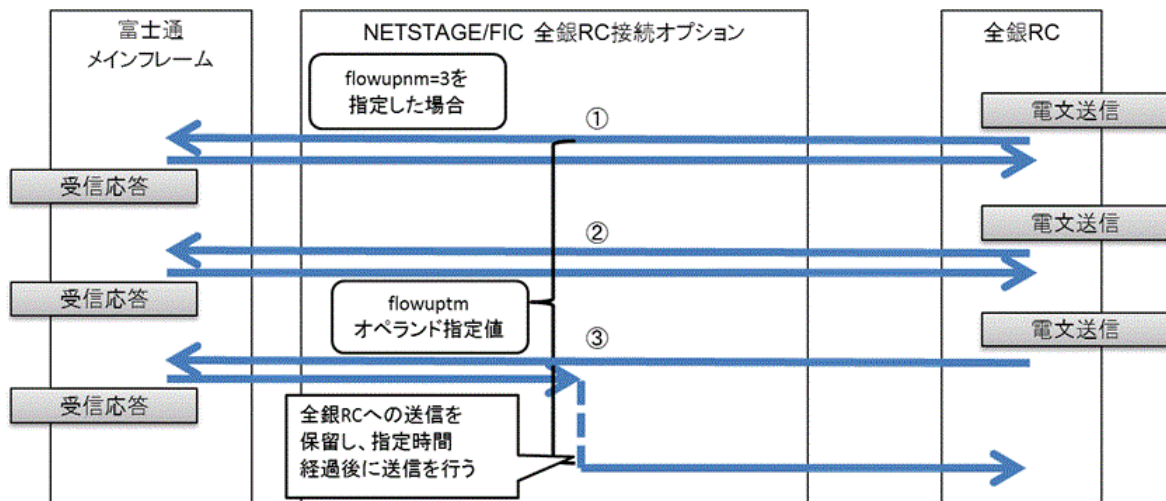 富士通
メインフレーム
NETSTAGE/FIC 全銀RC接続オプション
全銀RC
flowupnm=3を
指定した場合
①
電文送信
受信応答
②
電文送信
受信応答
flowuptm
オペランド指定値
③
電文送信
受信応答
全銀RCへの送信を
保留し、指定時間
経過後に送信を行う